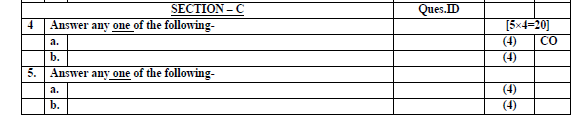 SECTION – C Ques.ID
4 Answer any one of the following- [5×4=20]
a. (4) CO
b. (4)
5. Answer any one of the following-
a. (4)
b. (4)